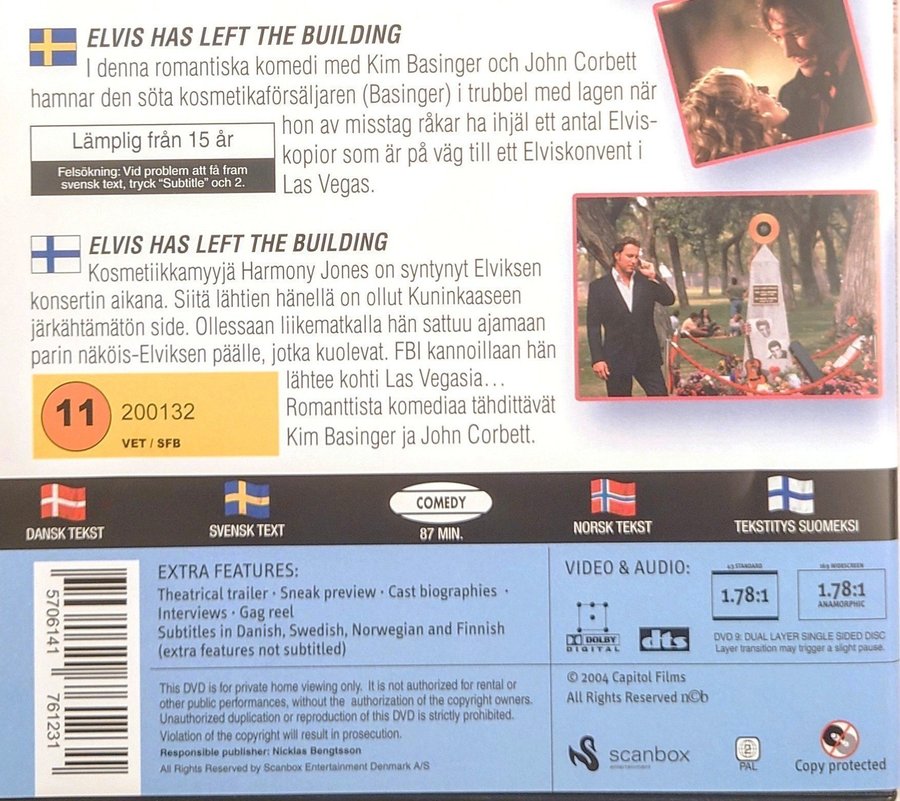 ELVIS HAS LEFT THE BUILDING
I denna romantiska komedi med Kim Basinger och John Corbett
hamnar den söta kosmetikaförsäljaren (Basinger) i trubbel med lagen när
hon av misstag råkar ha ihjäl ett antal Elvis-
kopior som är på väg till ett Elviskonvent i
Las Vegas.
Lämplig från 15 år
Felsökning: Vid problem att få fram
svensk text, tryck "Subtitle" och 2.
ELVIS HAS LEFT THE BUILDING
Kosmetiikkamyyjä Harmony Jones on syntynyt Elviksen
konsertin aikana. Siitä lähtien hänellä on ollut Kuninkaaseen
järkähtämätön side. Ollessaan liikematkalla hän sattuu ajamaan
parin näköis-Elviksen päälle, jotka kuolevat. FBI kannoillaan hän
lähtee kohti Las Vegasia...
Romanttista komediaa tähdittävät
Kim Basinger ja John Corbett.
11
200132
VET / SFB
DANSK TEKST
SVENSK TEXT
COMEDY
87 MIN.
NORSK TEKST
TEKSTITYS SUOMEKSI
5706141 761231
EXTRA FEATURES:
Theatrical trailer · Sneak preview · Cast biographies ·
Interviews · Gag reel
Subtitles in Danish, Swedish, Norwegian and Finnish
(extra features not subtitled)
This DVD is for private home viewing only. It is not authorized for rental or
other public performances, without the authorization of the copyright owners.
Unauthorized duplication or reproduction of this DVD is strictly prohibited.
Violation of the copyright will result in prosecution.
Responsible publisher: Nicklas Bengtsson
All Rights Reserved by Scanbox Entertainment Denmark A/S
VIDEO & AUDIO:
DOLBY
DIGITAL
dts
4:3 STANDARD
1.78:1
16:9 WIDESCREEN
1.78:1
ANAMORPHIC
DVD 9: DUAL LAYER SINGLE SIDED DISC
Layer transition may trigger a slight pause.
© 2004 Capitol Films
All Rights Reserved n©b
scanbox
entertainment
2
PAL
Copy protected